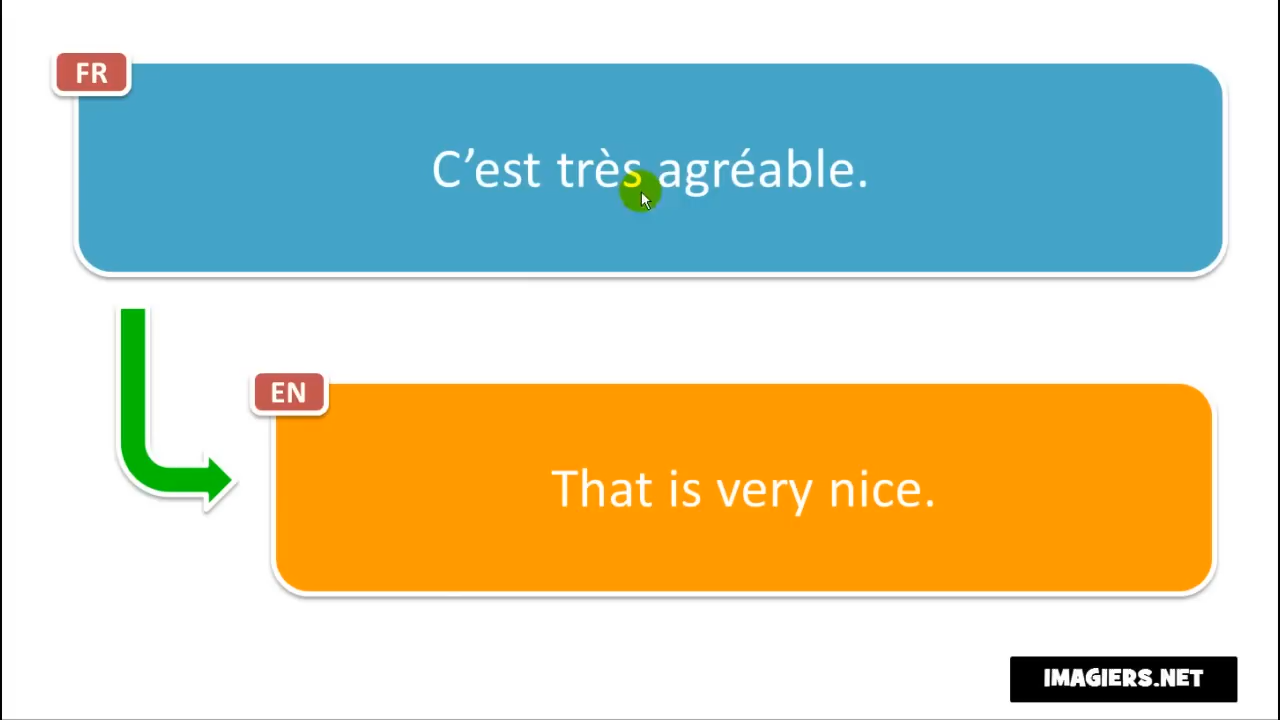 FR
C’est très agréable.
EN
That is very nice.
IMAGIERS.NET